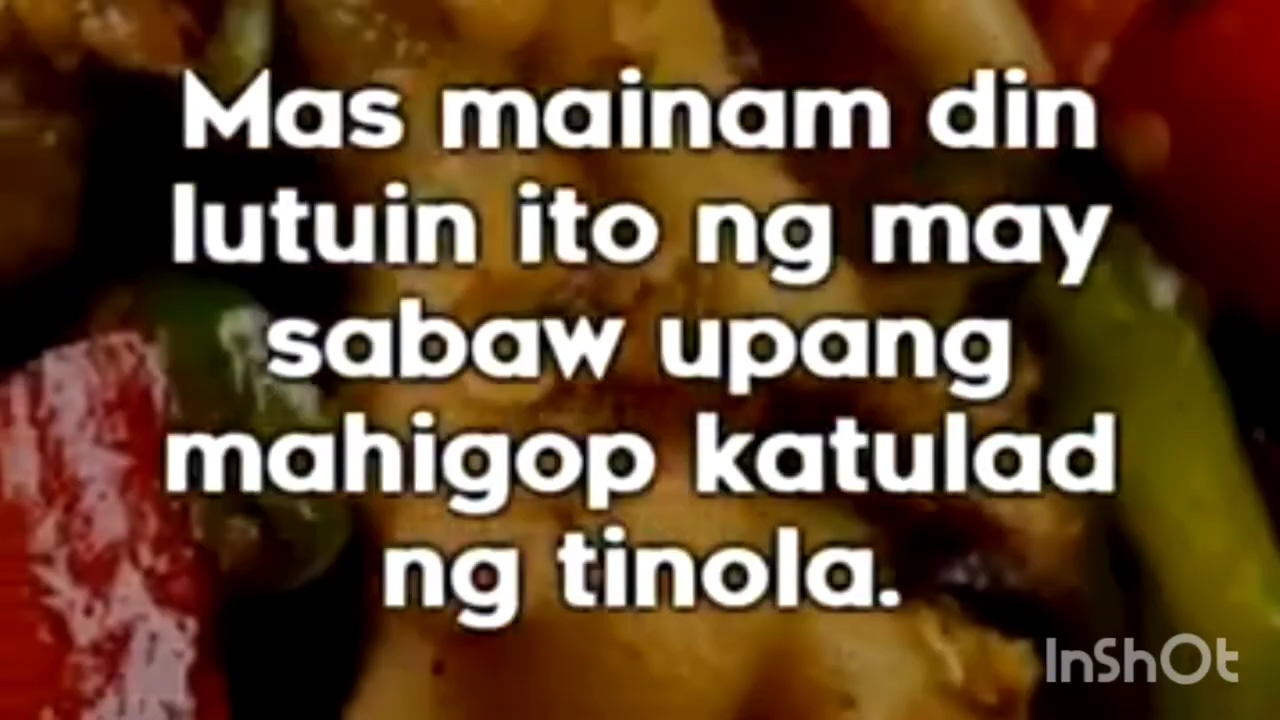 Mas mainam din
lutuin ito ng may
sabaw upang
mahigop katulad
ng tinola.
InShOt